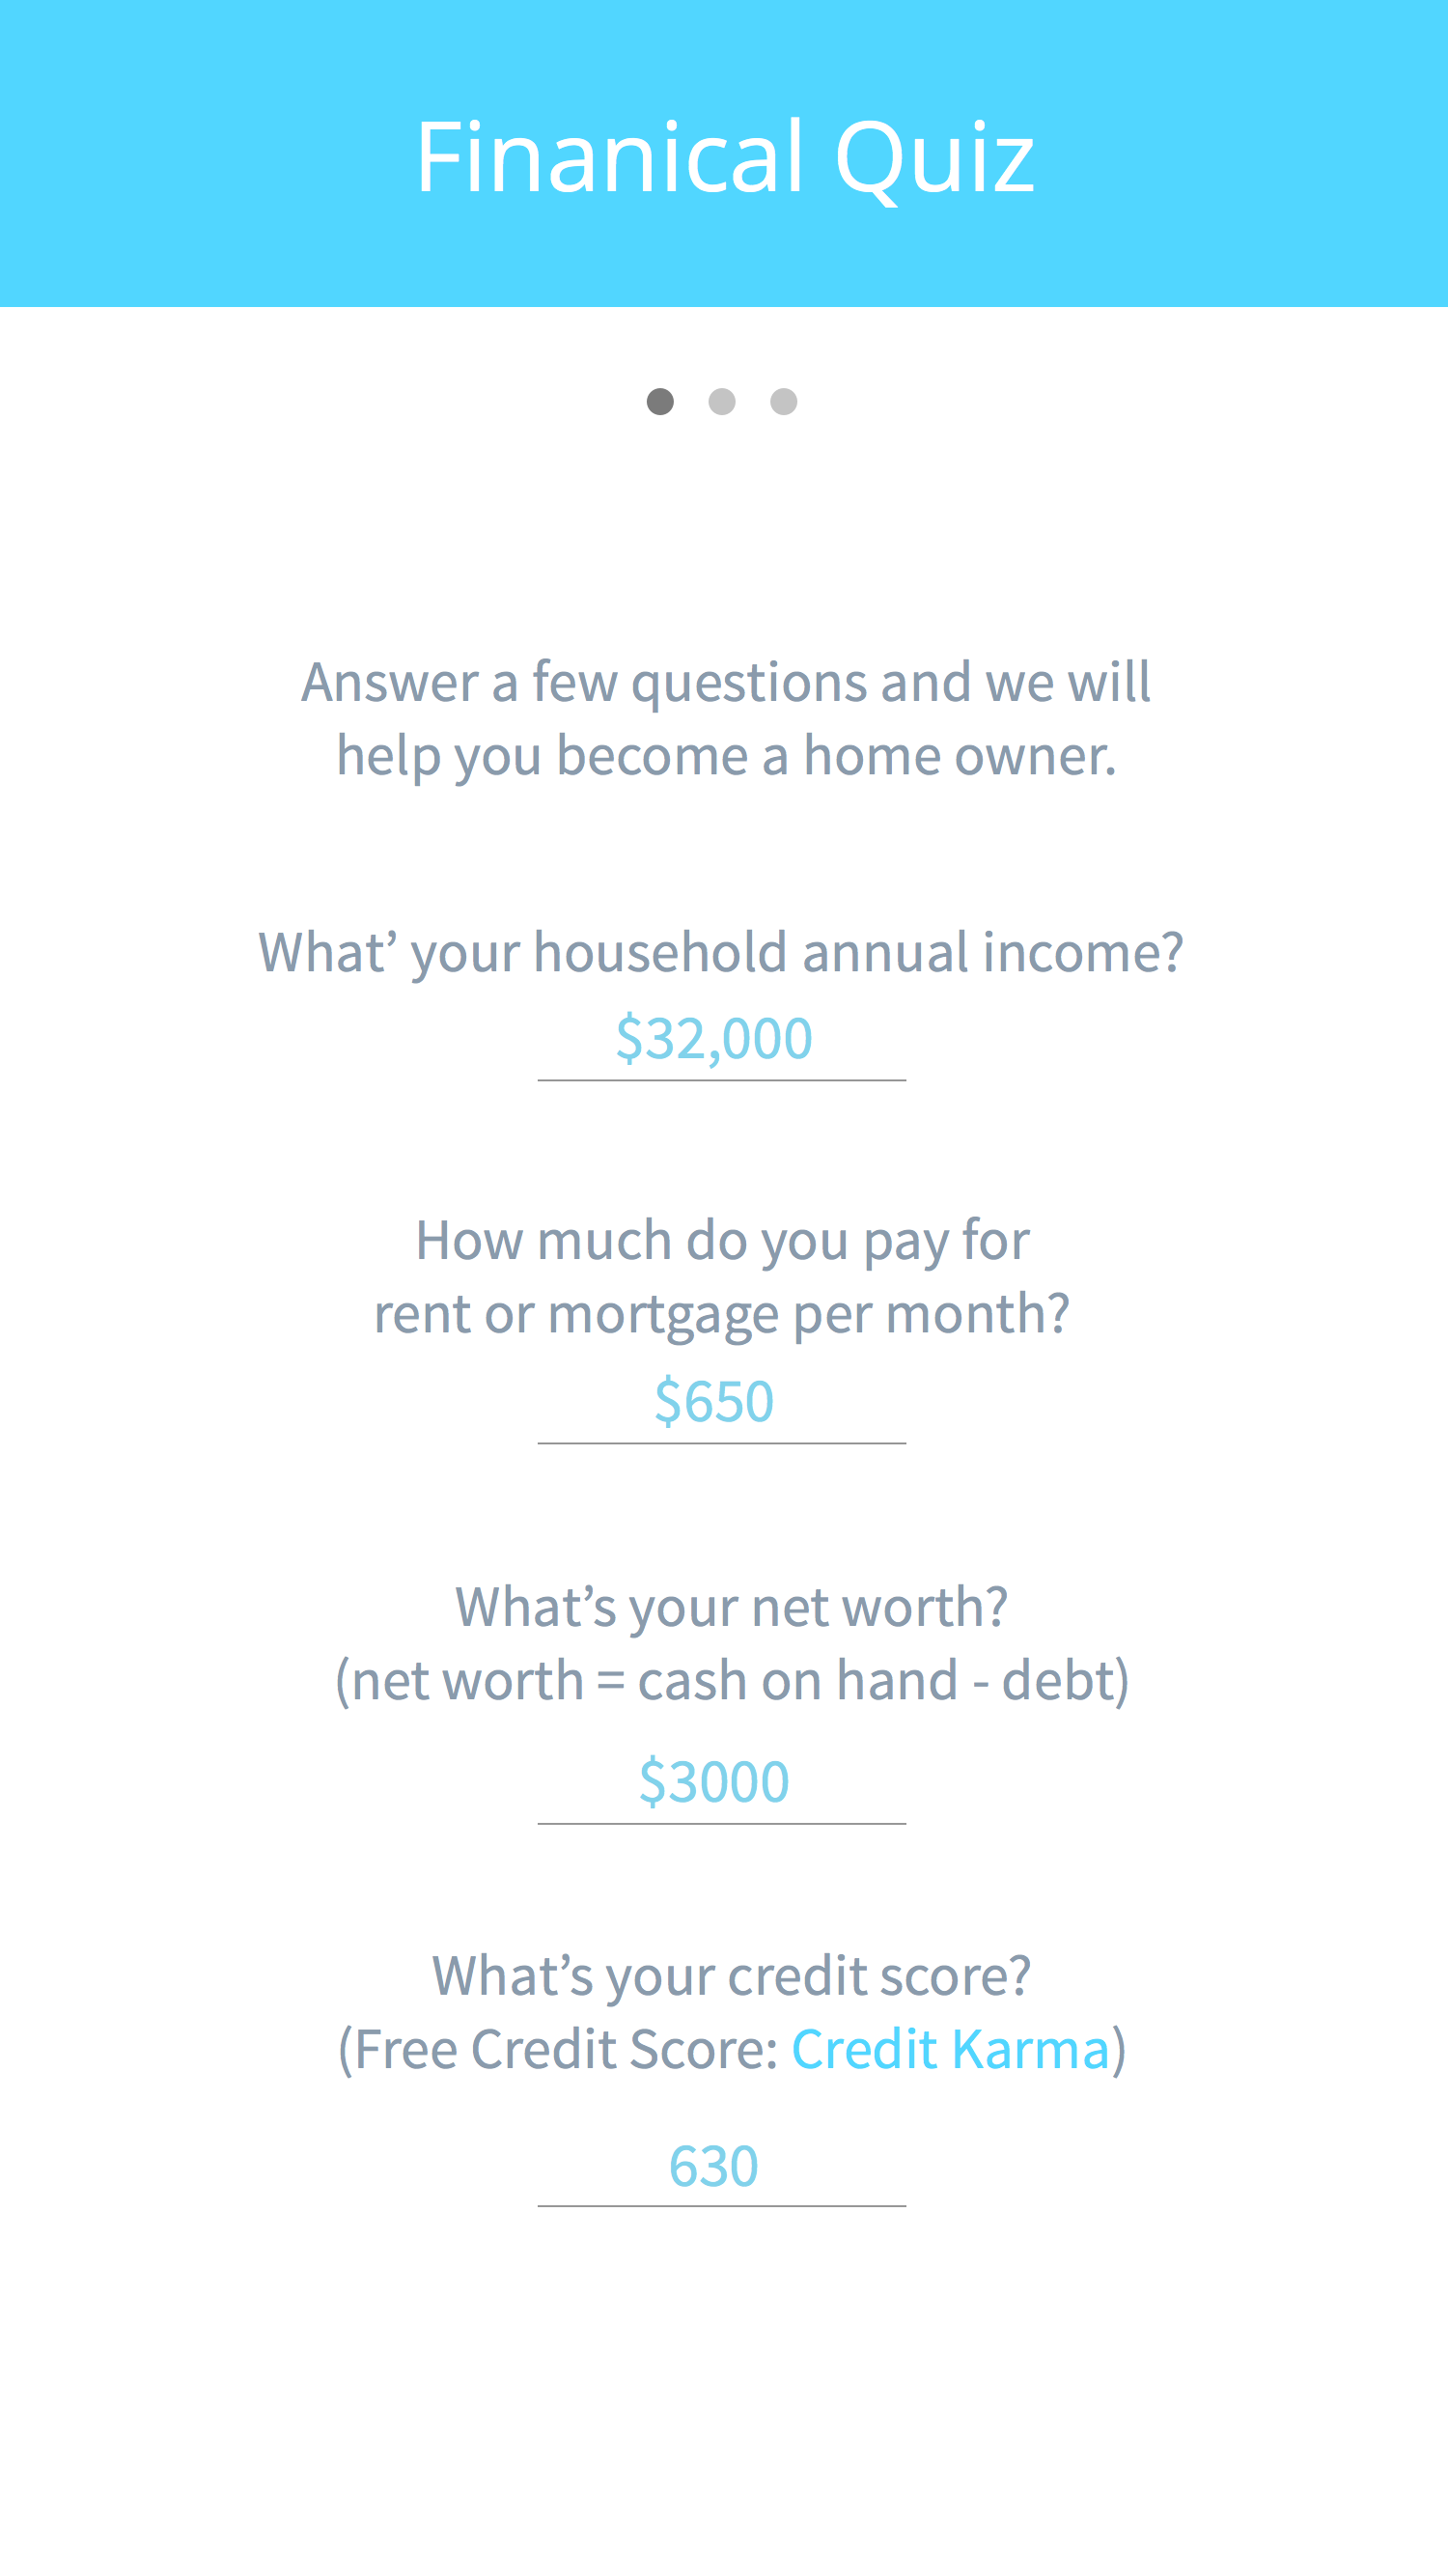 Finanical Quiz
Answer a few questions and we will
help you become a home owner.
What’ your household annual income?
$32,000
How much do you pay for
rent or mortgage per month?
$650
What’s your net worth?
(net worth = cash on hand - debt)
$3000
What’s your credit score?
(Free Credit Score: Credit Karma)
630